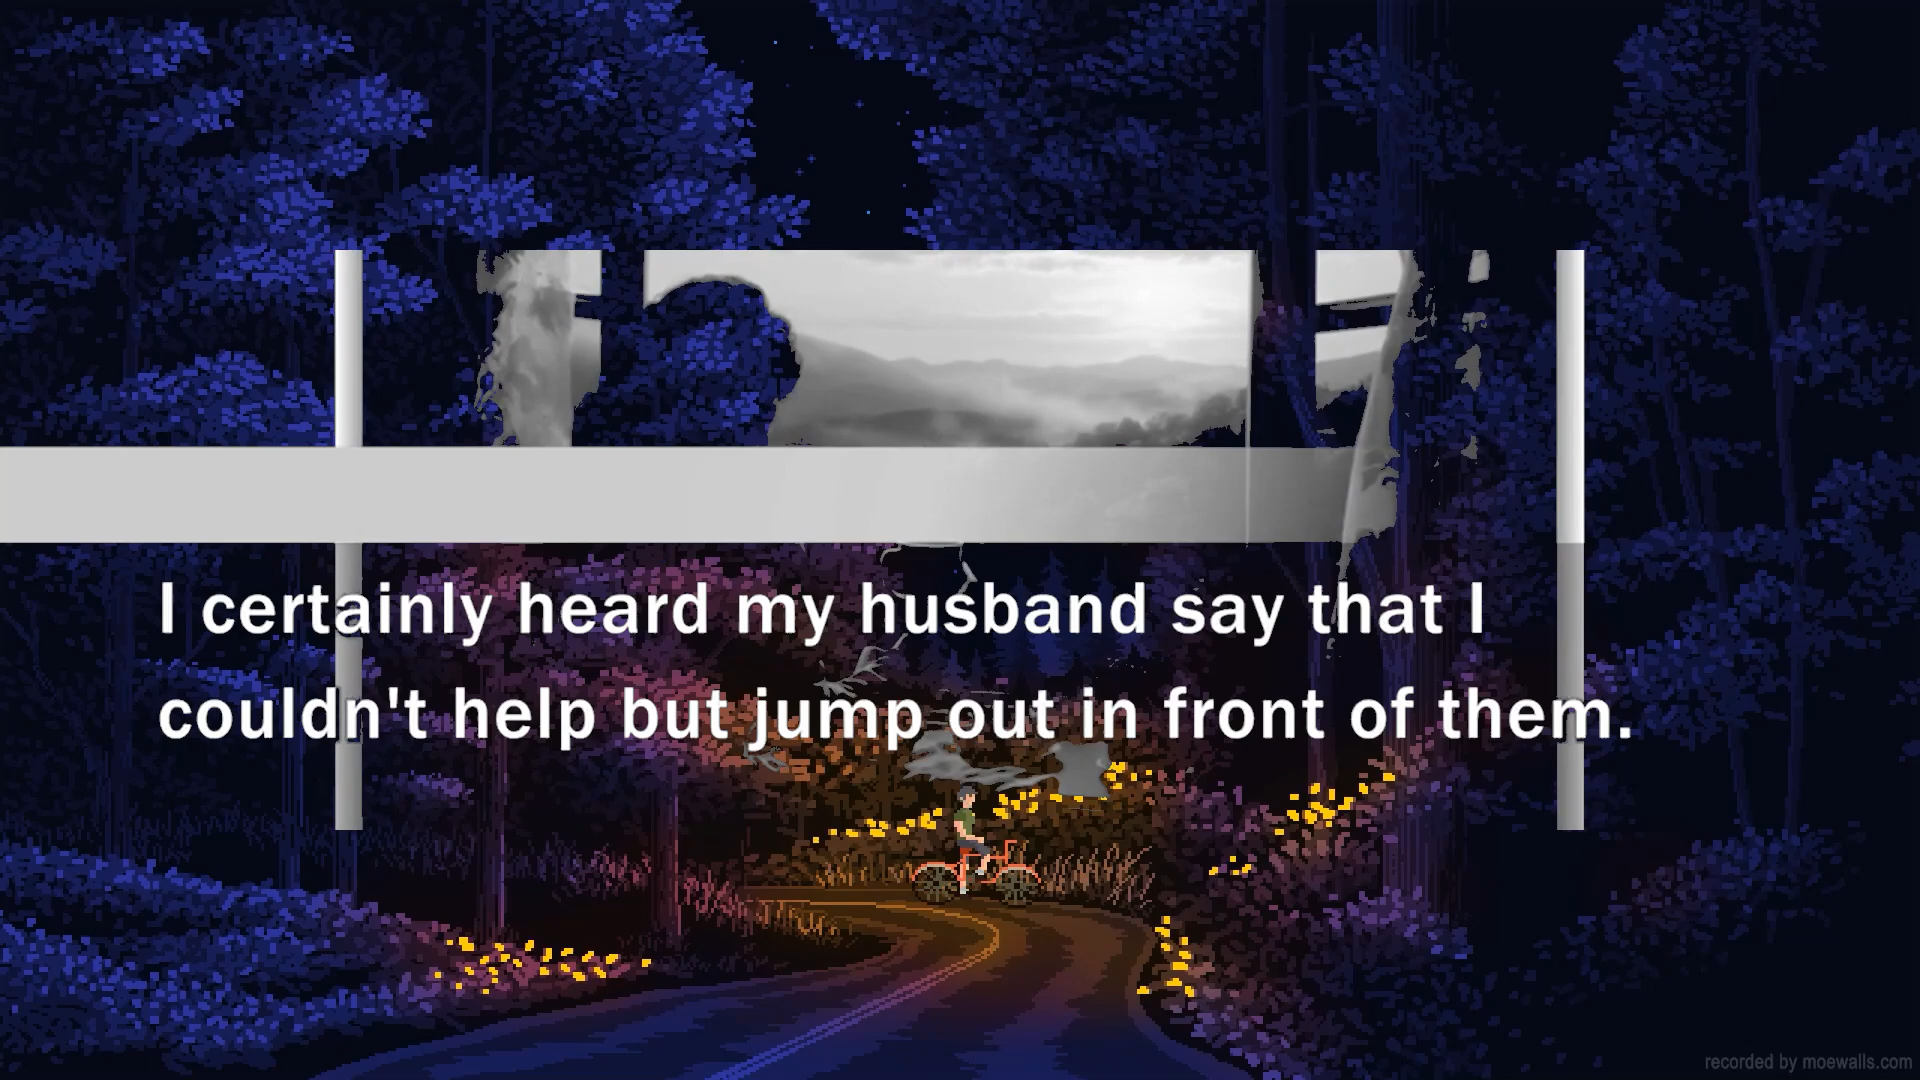 I certainly heard my husband say that I
couldn't help but jump out in front of them.
recorded by moewalls.com